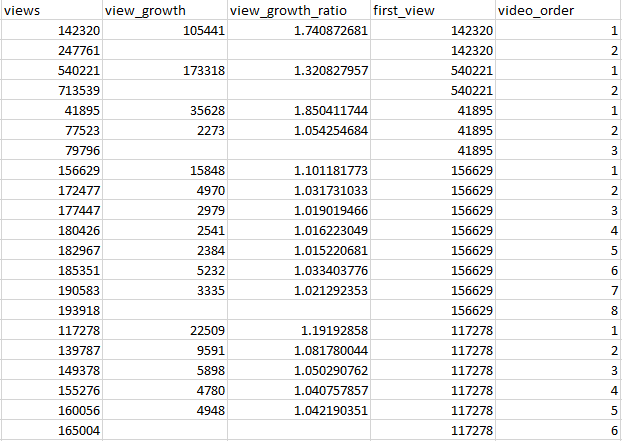 views view_growth view_growth_ratio first_view video_order
142320 105441 1.740872681 142320 1
247761 142320 2
540221 173318 1.320827957 540221 1
713539 540221 2
41895 35628 1.850411744 41895 1
77523 2273 1.054254684 41895 2
79796 41895 3
156629 15848 1.101181773 156629 1
172477 4970 1.031731033 156629 2
177447 2979 1.019019466 156629 3
180426 2541 1.016223049 156629 4
182967 2384 1.015220681 156629 5
185351 5232 1.033403776 156629 6
190583 3335 1.021292353 156629 7
193918 156629 8
117278 22509 1.19192858 117278 1
139787 9591 1.081780044 117278 2
149378 5898 1.050290762 117278 3
155276 4780 1.040757857 117278 4
160056 4948 1.042190351 117278 5
165004 117278 6